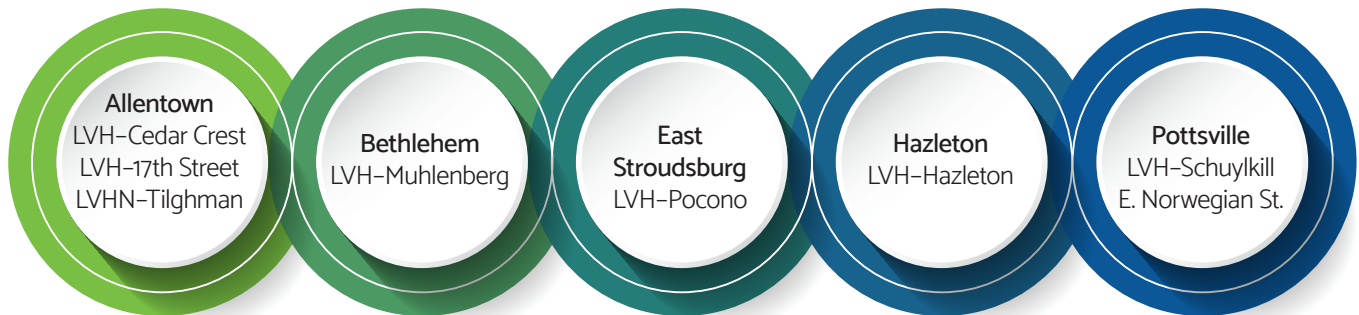 Allentown
LVH–Cedar Crest
LVH–17th Street
LVHN–Tilghman
Bethlehem
LVH–Muhlenberg
East
Stroudsburg
LVH–Pocono
Hazleton
LVH–Hazleton
Pottsville
LVH–Schuylkill
E. Norwegian St.